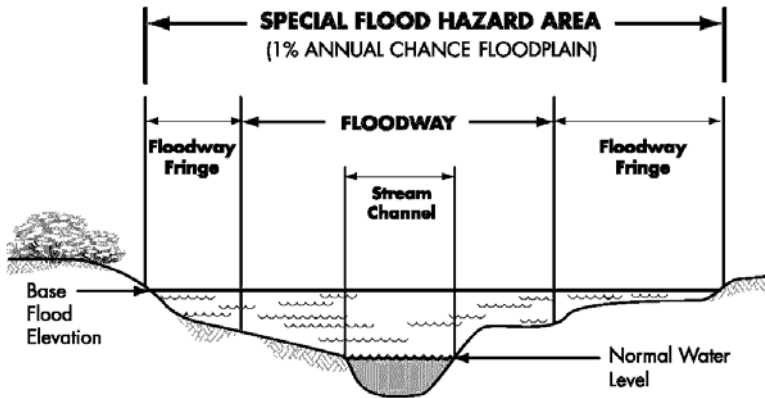 SPECIAL FLOOD HAZARD AREA
(1% ANNUAL CHANCE FLOODPLAIN)
FLOODWAY
Floodway
Fringe
Floodway
Fringe
Stream
Channel
Base
Flood
Elevation
Normal Water
Level